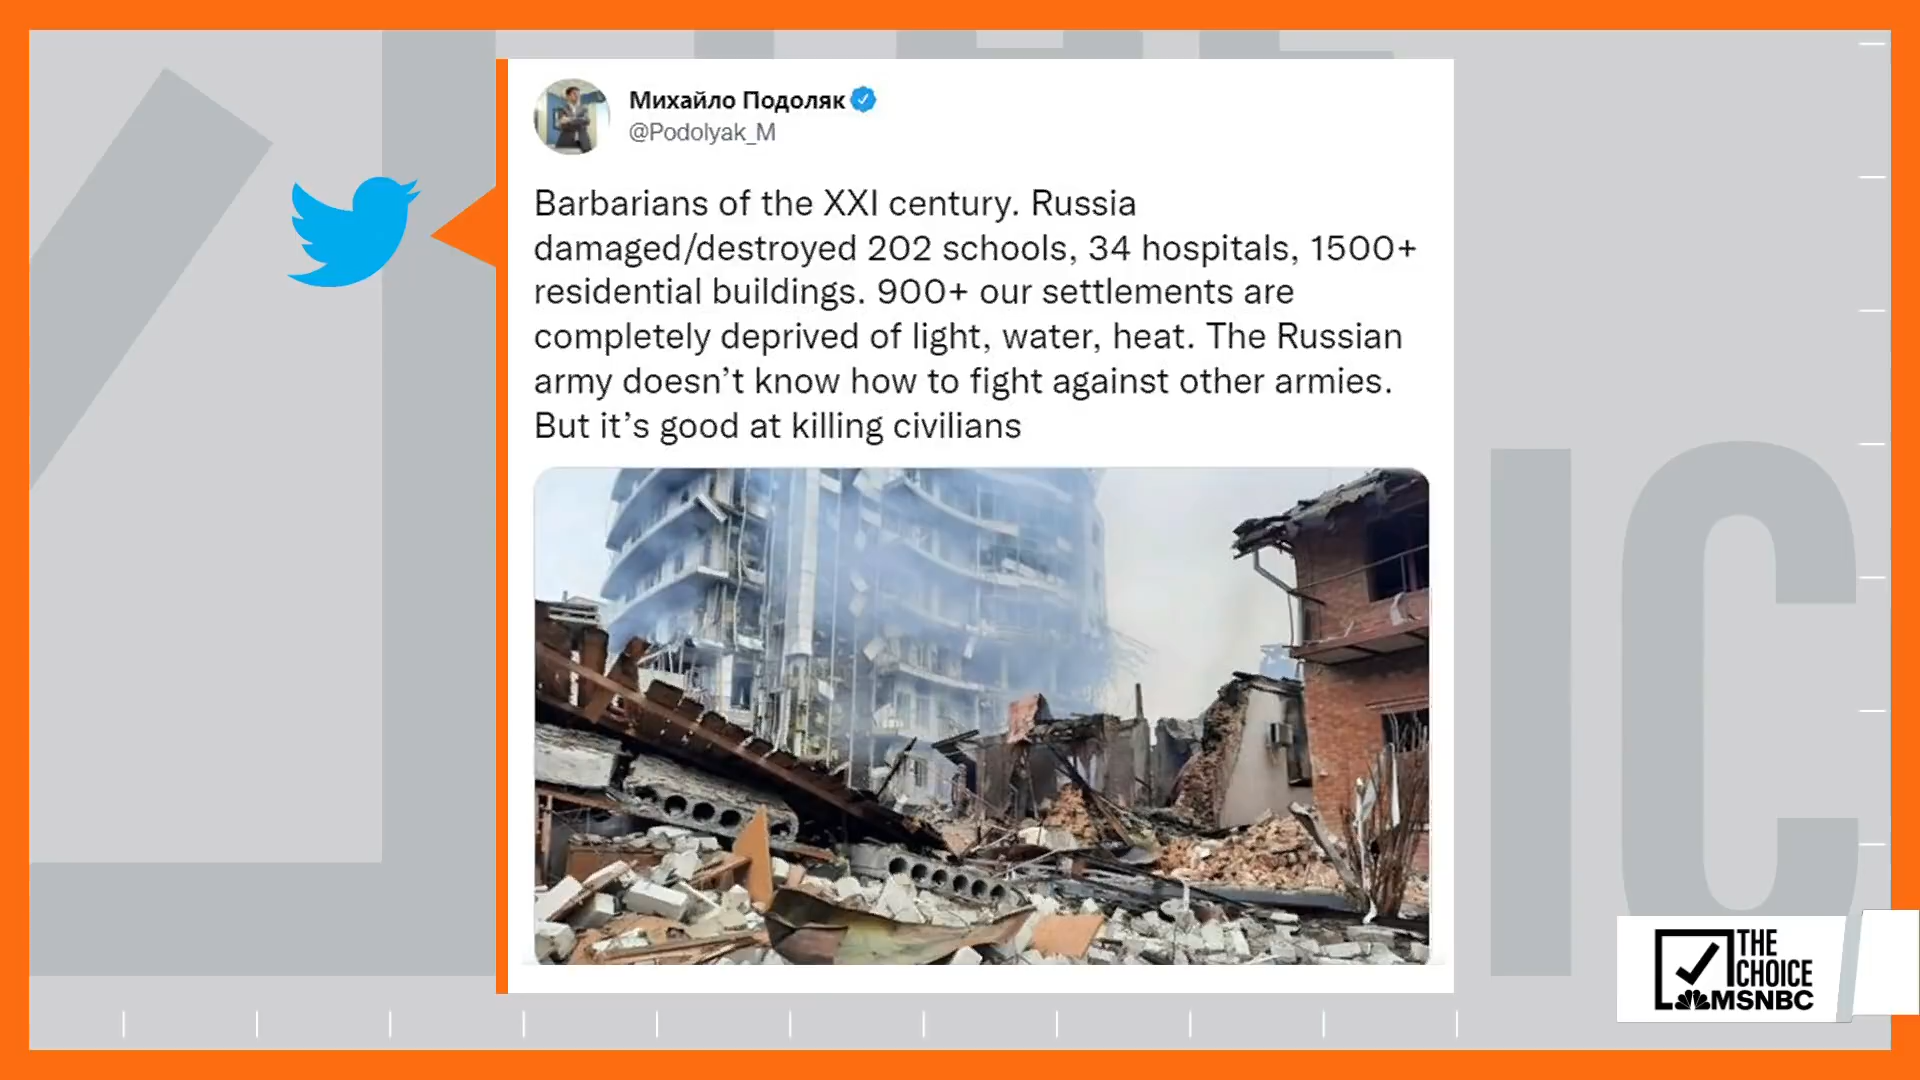 Михайло Подоляк
@Podolyak_M
Barbarians of the XXI century. Russia
damaged/destroyed 202 schools, 34 hospitals, 1500+
residential buildings. 900+ our settlements are
completely deprived of light, water, heat. The Russian
army doesn’t know how to fight against other armies.
But it’s good at killing civilians
THE
CHOICE
MSNBC